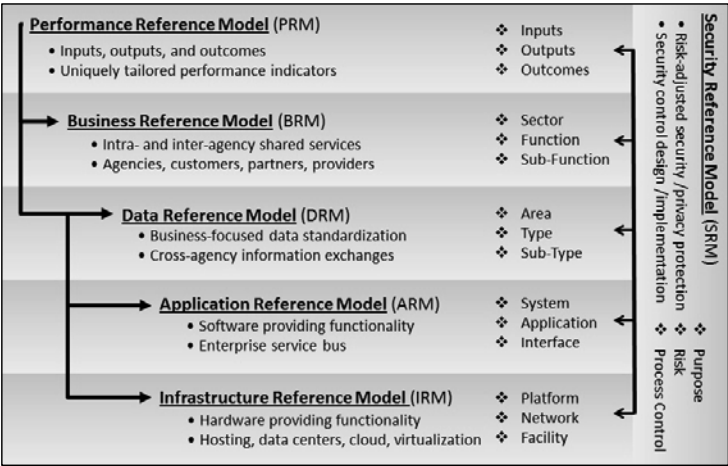 Performance Reference Model (PRM)
• Inputs, outputs, and outcomes
• Uniquely tailored performance indicators
❖ Inputs
❖ Outputs
❖ Outcomes
Business Reference Model (BRM)
• Intra- and inter-agency shared services
• Agencies, customers, partners, providers
❖ Sector
❖ Function
❖ Sub-Function
Data Reference Model (DRM)
• Business-focused data standardization
• Cross-agency information exchanges
❖ Area
❖ Type
❖ Sub-Type
Application Reference Model (ARM)
• Software providing functionality
• Enterprise service bus
❖ System
❖ Application
❖ Interface
Infrastructure Reference Model (IRM)
• Hardware providing functionality
• Hosting, data centers, cloud, virtualization
❖ Platform
❖ Network
❖ Facility
Security Reference Model (SRM)
• Risk-adjusted security/privacy protection
• Security control design/implementation
❖ Purpose
❖ Risk
❖ Process Control